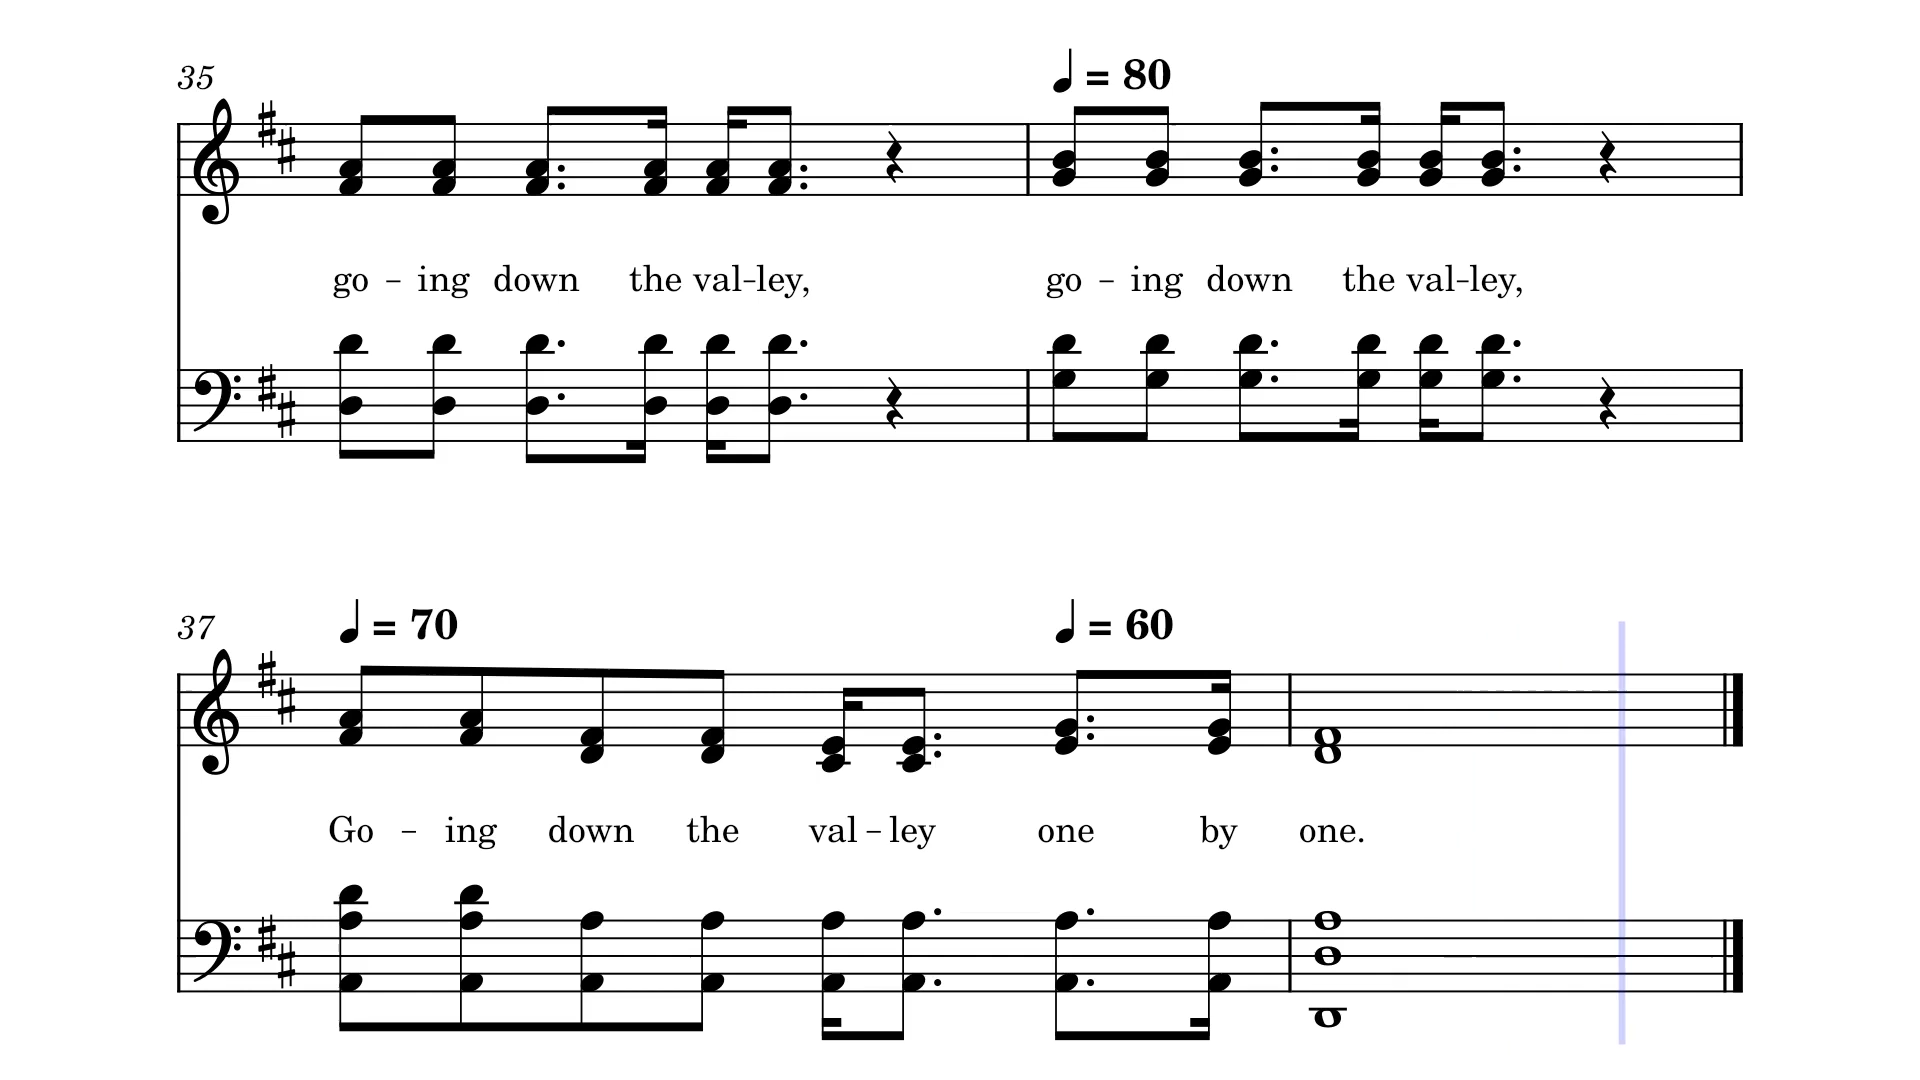 35
♩ = 80
go – ing down the val–ley, go – ing down the val–ley,
37
♩ = 70 ♩ = 60
Go – ing down the val – ley one by one.